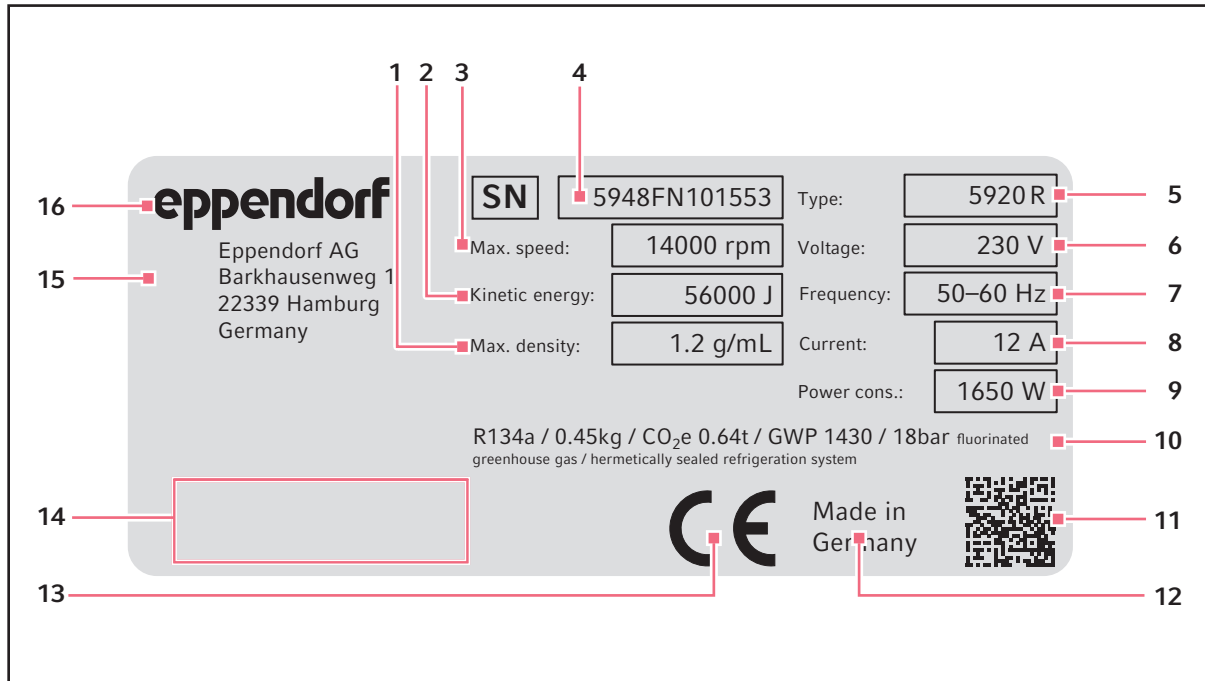 1 2 3 4
16 eppendorf SN 5948FN101553 Type: 5920 R 5
Eppendorf AG Max. speed: 14000 rpm Voltage: 230 V 6
15 Barkhausenweg 1
22339 Hamburg Kinetic energy: 56000 J Frequency: 50–60 Hz 7
Germany Max. density: 1.2 g/mL Current: 12 A 8
Power cons.: 1650 W 9
R134a / 0.45kg / CO₂e 0.64t / GWP 1430 / 18bar fluorinated 10
greenhouse gas / hermetically sealed refrigeration system
14 CE Made in 11
Germany
13 12